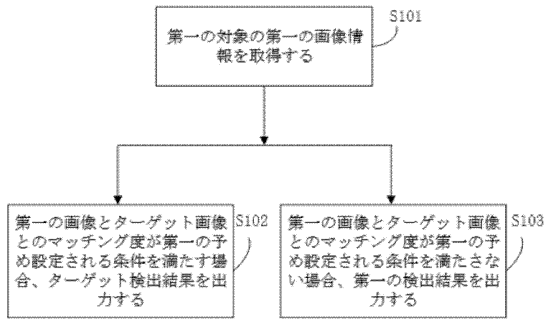 S101
第一の対象の第一の画像情
報を取得する
第一の画像とターゲット画像
とのマッチング度が第一の予
め設定される条件を満たす場
合、ターゲット検出結果を出
力する
S102
第一の画像とターゲット画像
とのマッチング度が第一の予
め設定される条件を満たさな
い場合、第一の検出結果を出
力する
S103